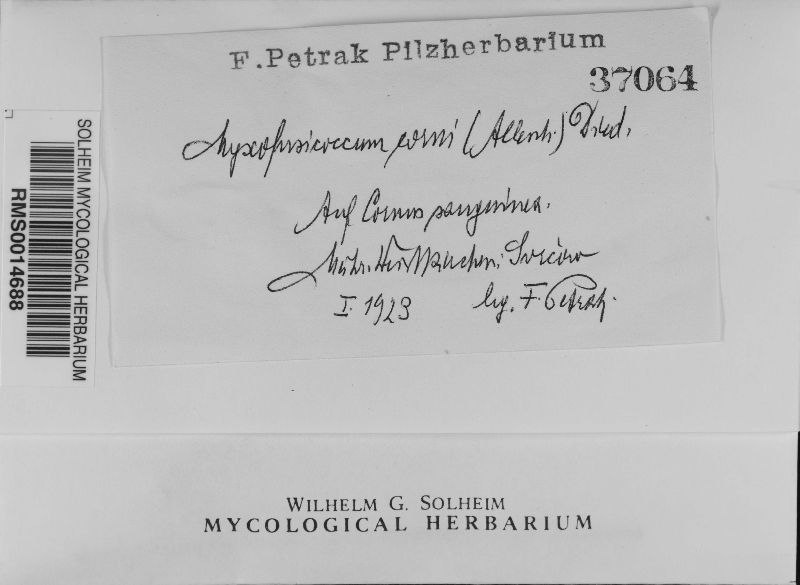 F. Petrak Pilzherbarium
37064
Myxofusicoccum corni (Allesch.) Died.
Auf Cornus sanguinea.
Mähr. Weisskirchen: Svrčov
I. 1923 leg. F. Petrak.
SOLHEIM MYCOLOGICAL HERBARIUM
RMS0014688
WILHELM G. SOLHEIM
MYCOLOGICAL HERBARIUM